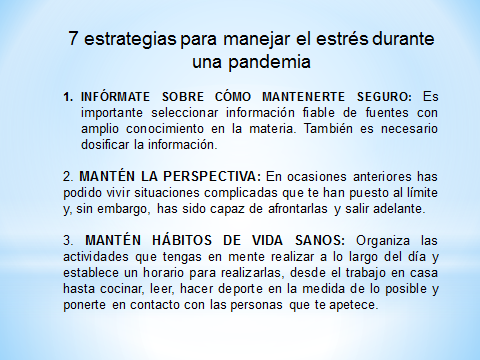 7 estrategias para manejar el estrés durante
una pandemia
1. INFÓRMATE SOBRE CÓMO MANTENERTE SEGURO: Es
importante seleccionar información fiable de fuentes con
amplio conocimiento en la materia. También es necesario
dosificar la información.
2. MANTÉN LA PERSPECTIVA: En ocasiones anteriores has
podido vivir situaciones complicadas que te han puesto al límite
y, sin embargo, has sido capaz de afrontarlas y salir adelante.
3. MANTÉN HÁBITOS DE VIDA SANOS: Organiza las
actividades que tengas en mente realizar a lo largo del día y
establece un horario para realizarlas, desde el trabajo en casa
hasta cocinar, leer, hacer deporte en la medida de lo posible y
ponerte en contacto con las personas que te apetece.